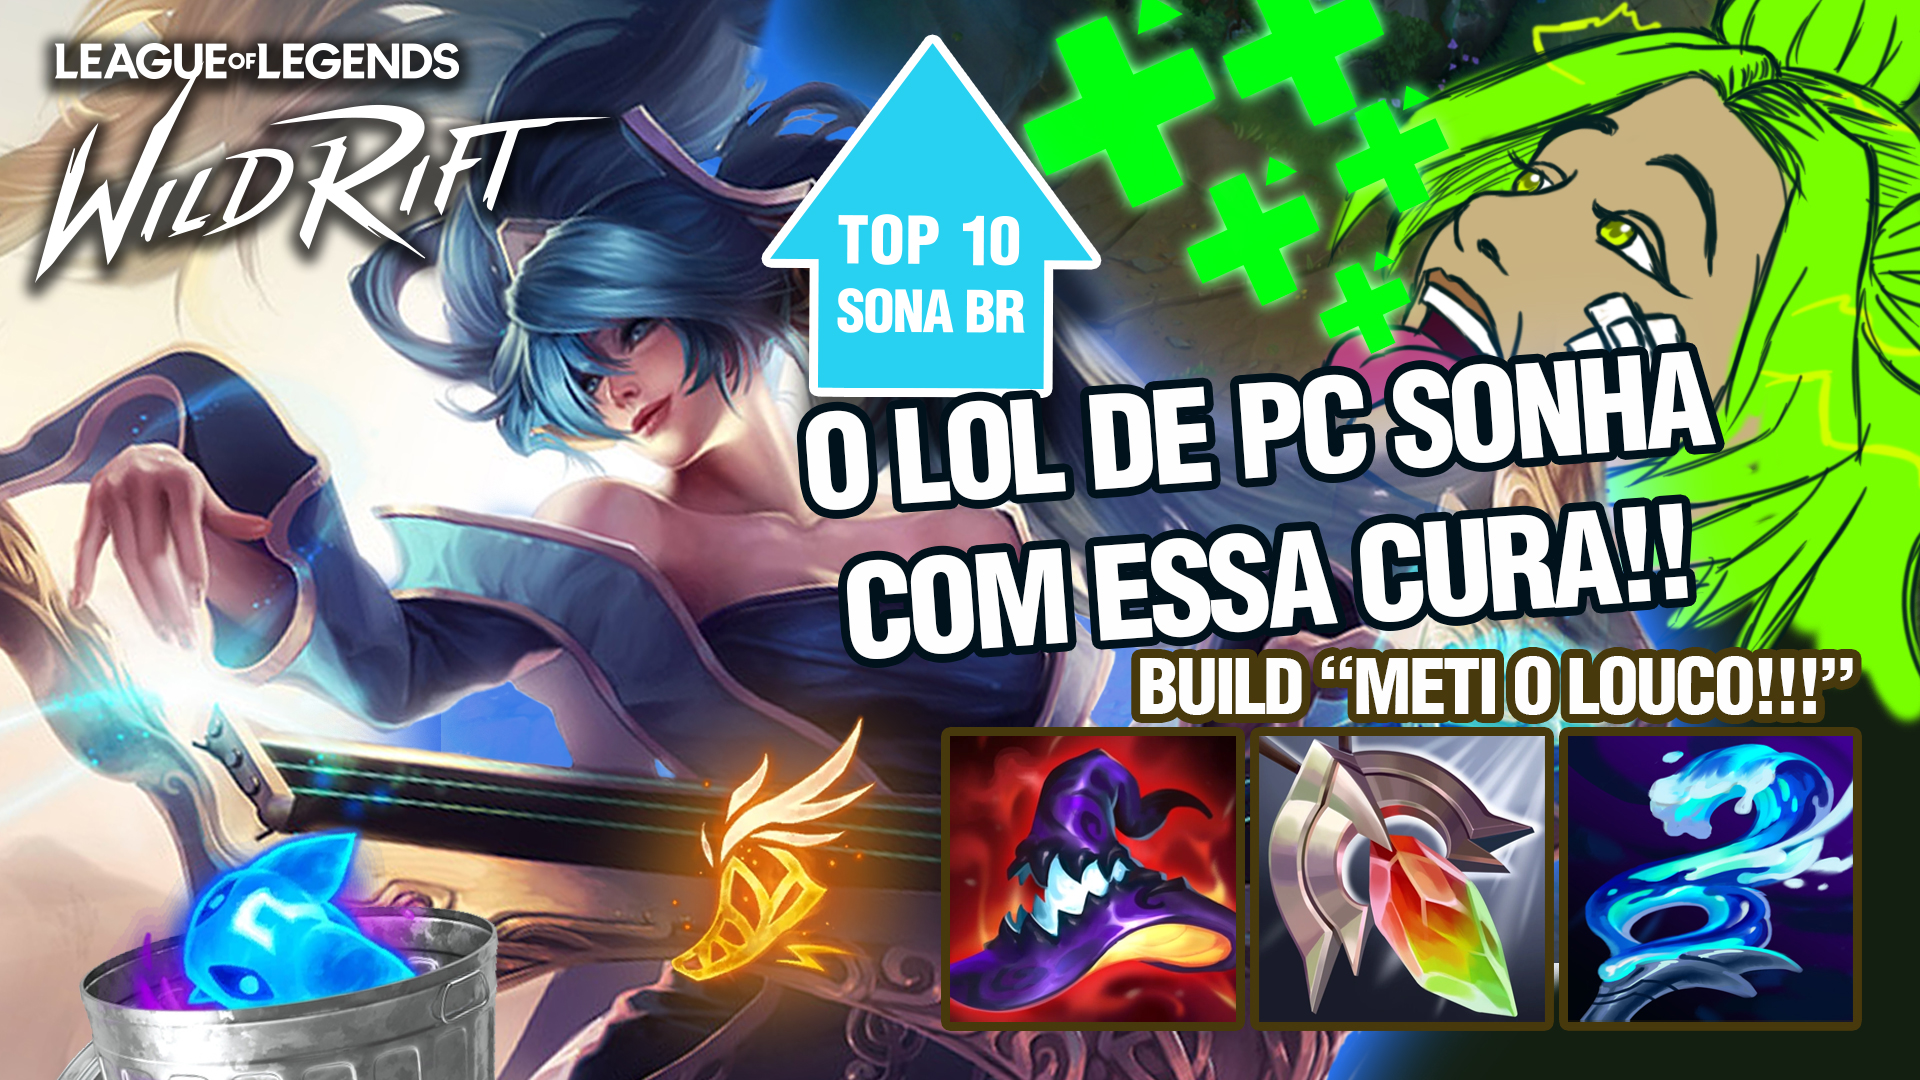 LEAGUE OF LEGENDS
WILD RIFT
TOP 10
SONA BR
O LOL DE PC SONHA
COM ESSA CURA!!
BUILD “METI O LOUCO!!!”